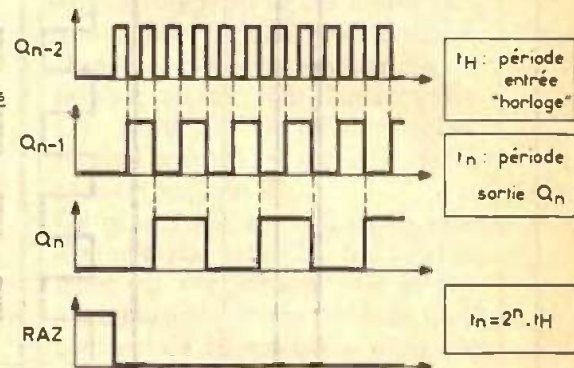 Qn-2
tH : période
entrée
"horloge"
Qn-1
tn : période
sortie Qn
Qn
RAZ
tn=2ⁿ.tH